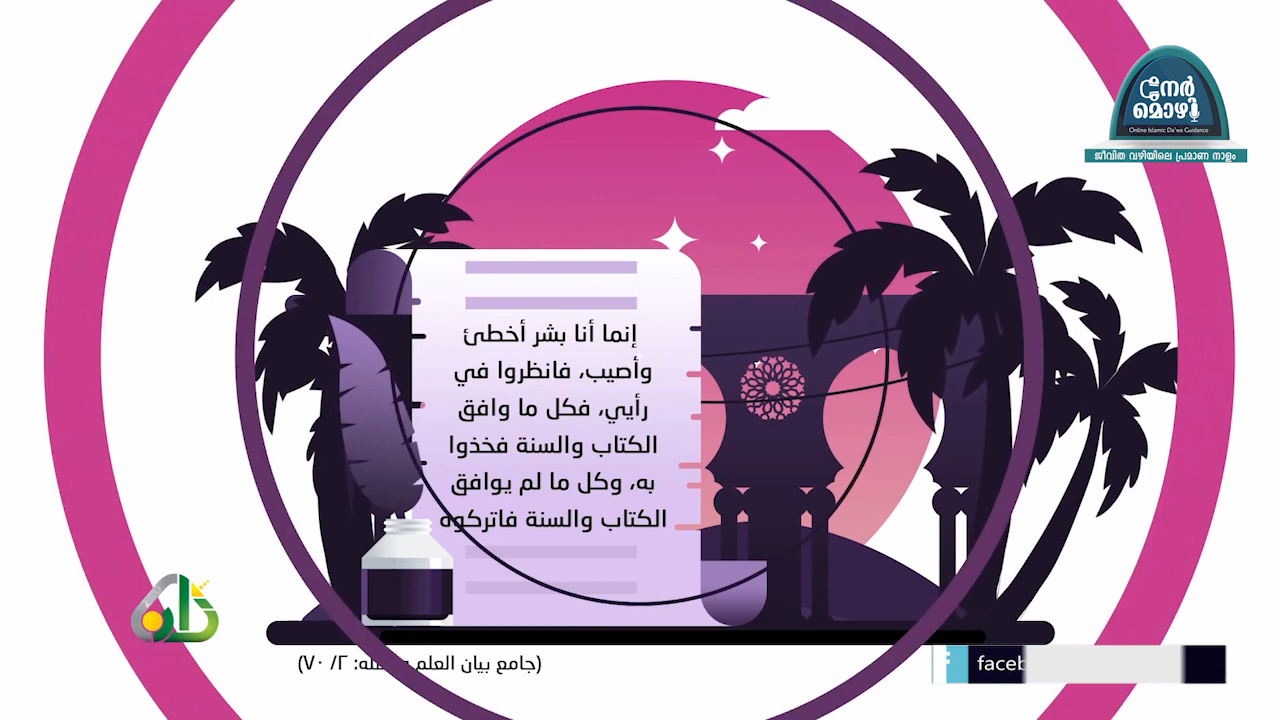 നേർ
മൊഴി
Online Islamic Da'wa Guidance
ജീവിത വഴിയിലെ പ്രമാണ നാളം
إنما أنا بشر أخطئ
وأصيب، فانظروا في
رأيي، فكل ما وافق
الكتاب والسنة فخذوا
به، وكل ما لم يوافق
الكتاب والسنة فاتركوه
(جامع بيان العلم ٢/ ٧٠)
faceb